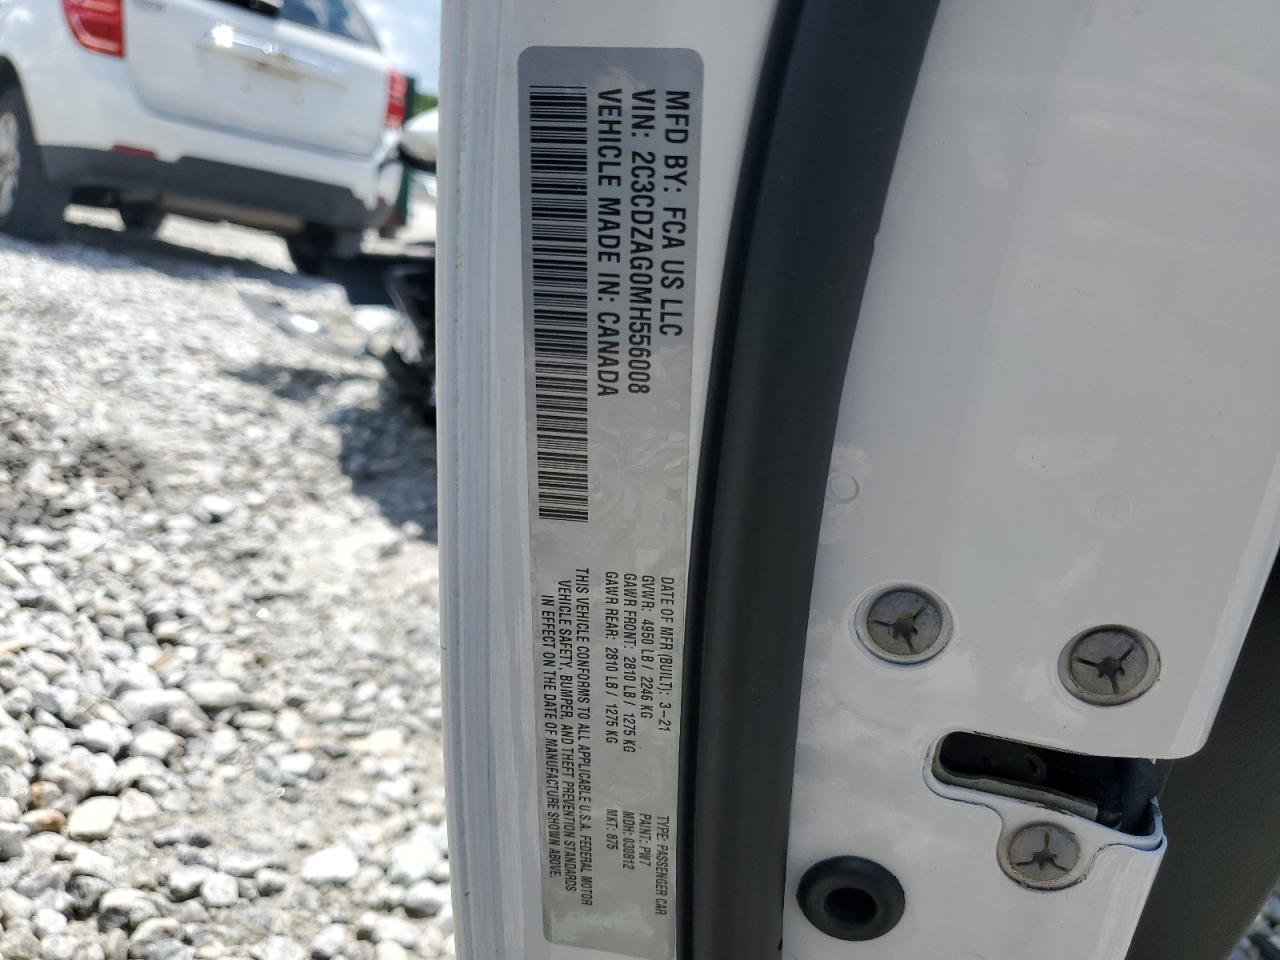 MFD BY: FCA US LLC
VIN: 2C3CDZAG0MH556008
VEHICLE MADE IN: CANADA
DATE OF MFR (BUILT): 3-21
GVWR: 4950 LB / 2246 KG
GAWR FRONT: 2810 LB / 1275 KG
GAWR REAR: 2810 LB / 1275 KG
TYPE: PASSENGER CAR
PAINT: PW7
MDH: 030812
MKT: 875
THIS VEHICLE CONFORMS TO ALL APPLICABLE U.S.A. FEDERAL MOTOR
VEHICLE SAFETY, BUMPER, AND THEFT PREVENTION STANDARDS
IN EFFECT ON THE DATE OF MANUFACTURE SHOWN ABOVE.